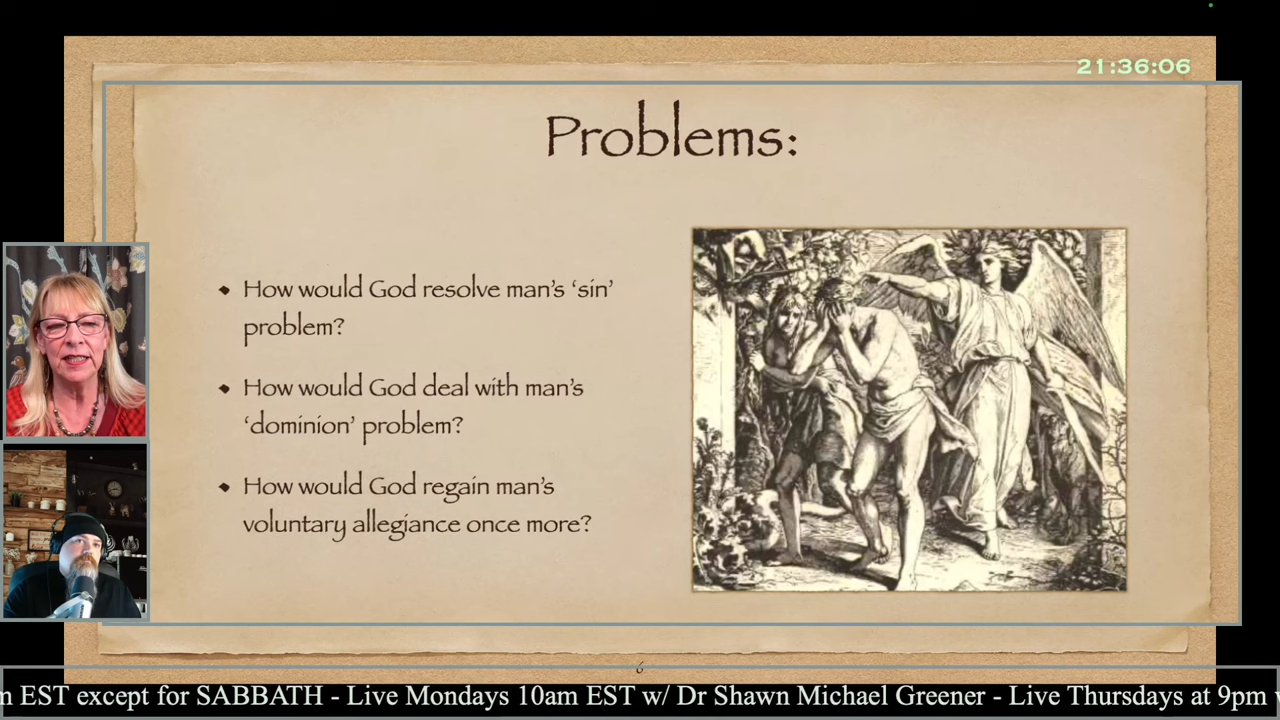 21:36:06
Problems:
◆ How would God resolve man's ‘sin’
problem?
◆ How would God deal with man's
‘dominion’ problem?
◆ How would God regain man's
voluntary allegiance once more?
6
EST except for SABBATH - Live Mondays 10am EST w/ Dr Shawn Michael Greener - Live Thursdays at 9pm